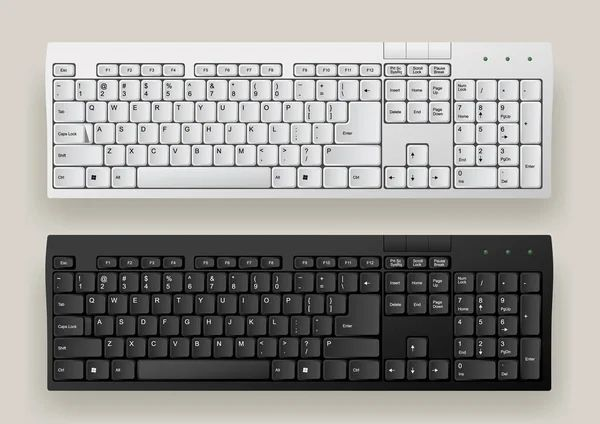 Esc F1 F2 F3 F4 F5 F6 F7 F8 F9 F10 F11 F12 Prt Sc Scroll Pause
SysRq Lock Break
~ ! @ # $ % ^ & * ( ) _ + | ← Insert Home Page Num / * -
1 2 3 4 5 6 7 8 9 0 - = \ Up Lock
Tab Q W E R T Y U I O P { } Delete End Page 7 8 9 +
[ ] Down Home ↑ PgUp
Caps Lock A S D F G H J K L : " Enter 4 5 6
; ' ← →
Shift Z X C V B N M < > ? Shift ↑ 1 2 3
, . / End ↓ PgDn
Ctrl Alt Alt Ctrl ← ↓ → 0 .
Ins Del
Esc F1 F2 F3 F4 F5 F6 F7 F8 F9 F10 F11 F12 Prt Sc Scroll Pause
SysRq Lock Break
~ ! @ # $ % ^ & * ( ) _ + | ← Insert Home Page Num / * -
1 2 3 4 5 6 7 8 9 0 - = \ Up Lock
Tab Q W E R T Y U I O P { } Delete End Page 7 8 9 +
[ ] Down Home ↑ PgUp
Caps Lock A S D F G H J K L : " Enter 4 5 6
; ' ← →
Shift Z X C V B N M < > ? Shift ↑ 1 2 3
, . / End ↓ PgDn
Ctrl Alt Alt Ctrl ← ↓ → 0 .
Ins Del